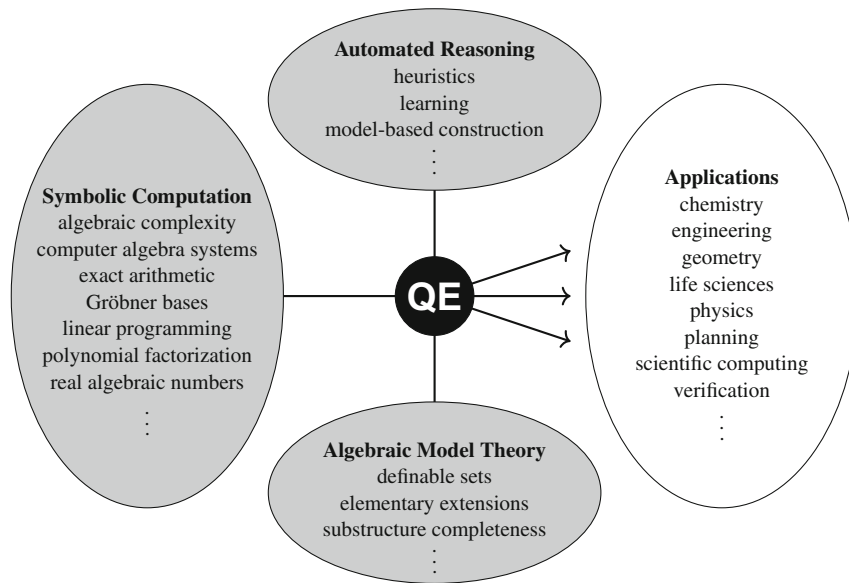 Automated Reasoning
heuristics
learning
model-based construction
⋮
Symbolic Computation
algebraic complexity
computer algebra systems
exact arithmetic
Gröbner bases
linear programming
polynomial factorization
real algebraic numbers
⋮
QE
Applications
chemistry
engineering
geometry
life sciences
physics
planning
scientific computing
verification
⋮
Algebraic Model Theory
definable sets
elementary extensions
substructure completeness
⋮